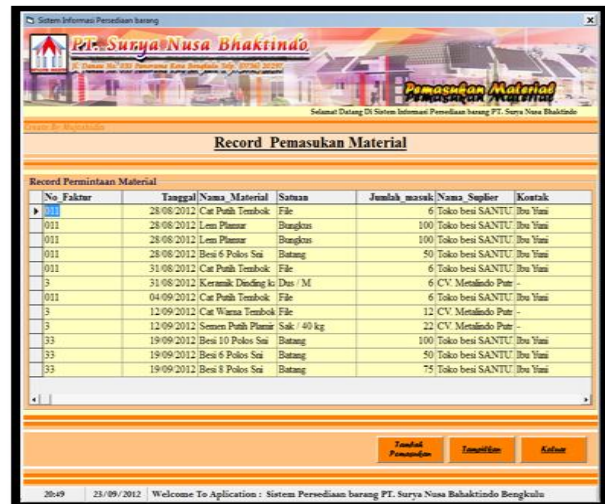 Sistem Informasi Persediaan barang
PT. Surya Nusa Bhaktindo
Pemasukan Material
Selamat Datang Di Sistem Informasi Persediaan barang PT. Surya Nusa Bhaktindo
Create By Mujtahidin
Record Pemasukan Material
Record Permintaan Material
No_Faktur Tanggal Nama_Material Satuan Jumlah_masuk Nama_Suplier Kontak
011 28/08/2012 Cat Putih Tembok File 6 Toko besi SANTU. Ibu Yuni
011 28/08/2012 Lem Plamur Bungkus 100 Toko besi SANTU. Ibu Yuni
011 28/08/2012 Lem Plamur Bungkus 100 Toko besi SANTU. Ibu Yuni
011 28/08/2012 Besi 6 Polos Sni Batang 50 Toko besi SANTU. Ibu Yuni
011 31/08/2012 Cat Putih Tembok File 6 Toko besi SANTU. Ibu Yuni
3 31/08/2012 Keramik Dinding k Dus / M 6 CV. Metalindo Putr -
011 04/09/2012 Cat Putih Tembok File 6 Toko besi SANTU. Ibu Yuni
3 12/09/2012 Cat Warna Tembok File 12 CV. Metalindo Putr -
3 12/09/2012 Semen Putih Plamir Sak / 40 kg 22 CV. Metalindo Putr -
33 19/09/2012 Besi 10 Polos Sni Batang 100 Toko besi SANTU. Ibu Yuni
33 19/09/2012 Besi 6 Polos Sni Batang 50 Toko besi SANTU. Ibu Yuni
33 19/09/2012 Besi 8 Polos Sni Batang 75 Toko besi SANTU. Ibu Yuni
Tambah Pemasukan Tampilkan Keluar
20:49 23/09/2012 Welcome To Aplication : Sistem Persediaan barang PT. Surya Nusa Bahaktindo Bengkulu